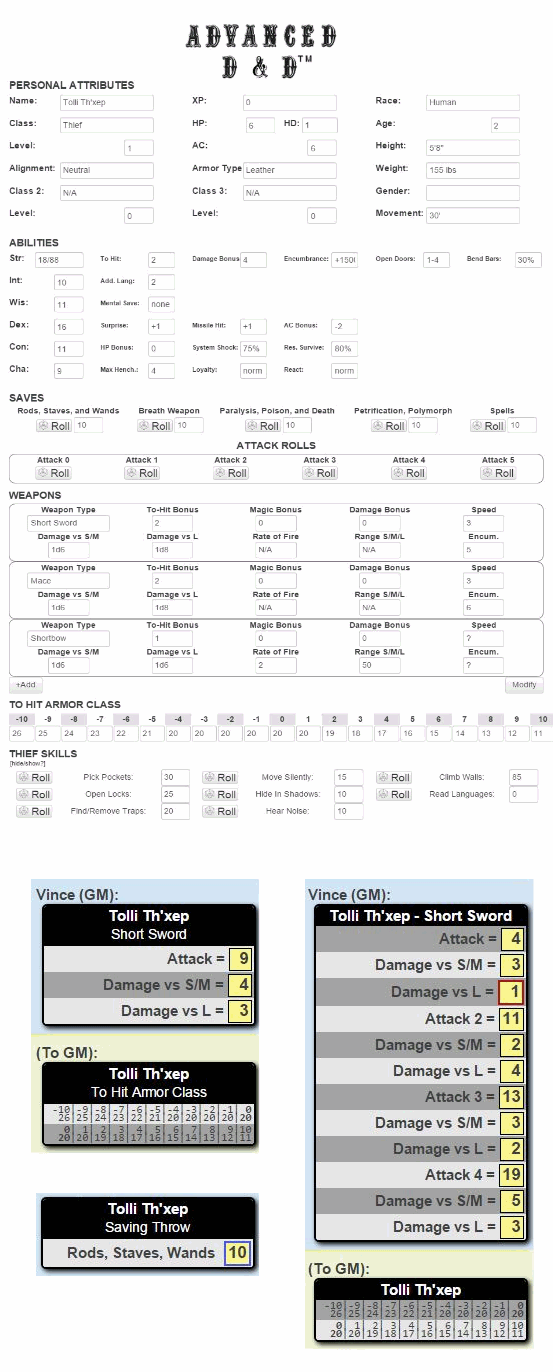 ADVANCED
D & D™
PERSONAL ATTRIBUTES
Name: Tolli Th'xep XP: 0 Race: Human
Class: Thief HP: 6 HD: 1 Age: 2
Level: 1 AC: 6 Height: 5'8"
Alignment: Neutral Armor Type Leather Weight: 155 lbs
Class 2: N/A Class 3: N/A Gender:
Level: 0 Level: 0 Movement: 30'
ABILITIES
Str: 18/88 To Hit: 2 Damage Bonus: 4 Encumbrance: +150 Open Doors: 1-4 Bend Bars: 30%
Int: 10 Add. Lang: 2
Wis: 11 Mental Save: none
Dex: 16 Surprise: +1 Missile Hit: +1 AC Bonus: -2
Con: 11 HP Bonus: 0 System Shock: 75% Res. Survive: 80%
Cha: 9 Max Hench.: 4 Loyalty: norm React: norm
SAVES
Rods, Staves, and Wands Breath Weapon Paralysis, Poison, and Death Petrification, Polymorph Spells
Roll 10 Roll 10 Roll 10 Roll 10 Roll 10
ATTACK ROLLS
Attack 0 Attack 1 Attack 2 Attack 3 Attack 4 Attack 5
Roll Roll Roll Roll Roll Roll
WEAPONS
Weapon Type To-Hit Bonus Magic Bonus Damage Bonus Speed
Short Sword 2 0 0 3
Damage vs S/M Damage vs L Rate of Fire Range S/M/L Encum.
1d6 1d8 N/A N/A 5
Weapon Type To-Hit Bonus Magic Bonus Damage Bonus Speed
Mace 2 0 0 3
Damage vs S/M Damage vs L Rate of Fire Range S/M/L Encum.
1d6 1d8 N/A N/A 6
Weapon Type To-Hit Bonus Magic Bonus Damage Bonus Speed
Shortbow 1 0 0 ?
Damage vs S/M Damage vs L Rate of Fire Range S/M/L Encum.
1d6 1d6 2 50 ?
+Add Modify
TO HIT ARMOR CLASS
-10 -9 -8 -7 -6 -5 -4 -3 -2 -1 0 0 1 2 3 4 5 6 7 8 9 10
26 25 24 23 22 21 20 20 20 20 20 20 20 19 18 17 16 15 14 13 12 11
THIEF SKILLS
[hide/show?]
Roll Pick Pockets: 30 Roll Move Silently: 15 Roll Climb Walls: 85
Roll Open Locks: 25 Roll Hide In Shadows: 10 Roll Read Languages: 0
Roll Find/Remove Traps: 20 Roll Hear Noise: 10
Vince (GM):
Tolli Th'xep
Short Sword
Attack = 9
Damage vs S/M = 4
Damage vs L = 3
(To GM):
Tolli Th'xep
To Hit Armor Class
-10 -9 -8 -7 -6 -5 -4 -3 -2 -1 0
26 25 24 23 22 21 20 20 20 20 20
0 1 2 3 4 5 6 7 8 9 10
20 20 19 18 17 16 15 14 13 12 11
Tolli Th'xep
Saving Throw
Rods, Staves, Wands 10
Vince (GM):
Tolli Th'xep - Short Sword
Attack = 4
Damage vs S/M = 3
Damage vs L = 1
Attack 2 = 11
Damage vs S/M = 2
Damage vs L = 4
Attack 3 = 13
Damage vs S/M = 3
Damage vs L = 2
Attack 4 = 19
Damage vs S/M = 5
Damage vs L = 3
(To GM):
Tolli Th'xep
-10 -9 -8 -7 -6 -5 -4 -3 -2 -1 0
26 25 24 23 22 21 20 20 20 20 20
0 1 2 3 4 5 6 7 8 9 10
20 20 19 18 17 16 15 14 13 12 11